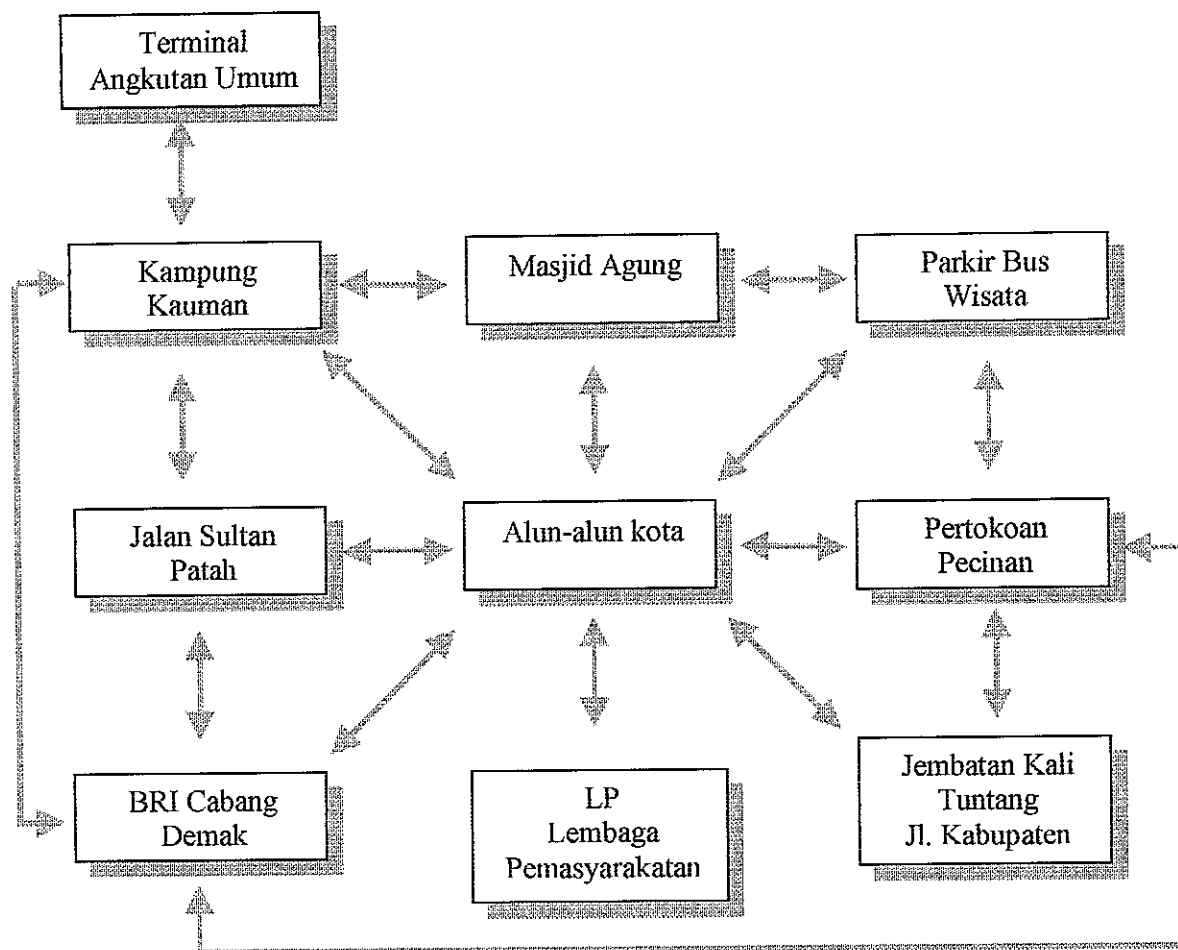 Terminal
Angkutan Umum
Kampung
Kauman
Masjid Agung
Parkir Bus
Wisata
Jalan Sultan
Patah
Alun-alun kota
Pertokoan
Pecinan
BRI Cabang
Demak
LP
Lembaga
Pemasyarakatan
Jembatan Kali
Tuntang
Jl. Kabupaten